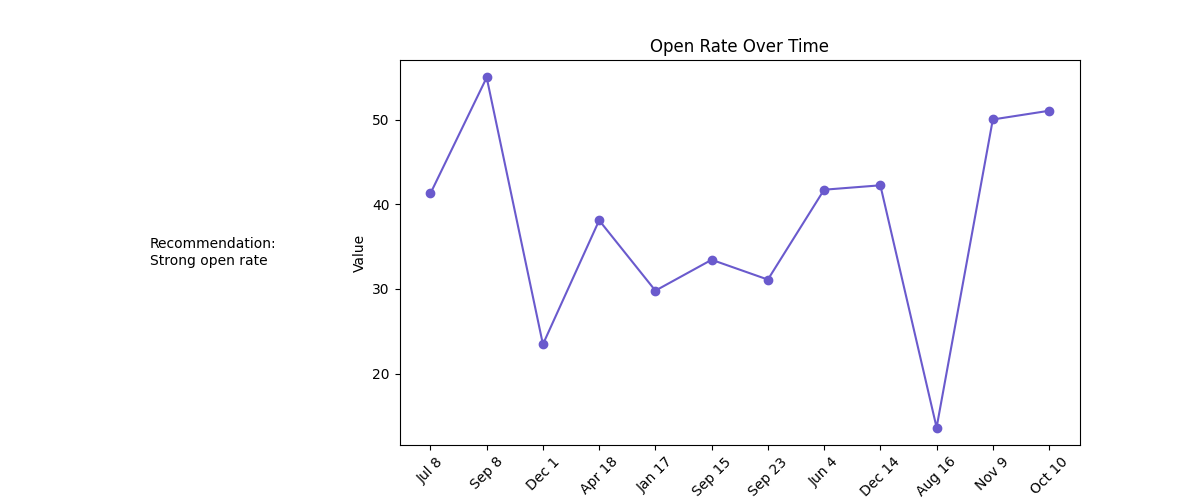 Open Rate Over Time
Recommendation:
Strong open rate
Value
50
40
30
20
Jul 8
Sep 8
Dec 1
Apr 18
Jan 17
Sep 15
Sep 23
Jun 4
Dec 14
Aug 16
Nov 9
Oct 10